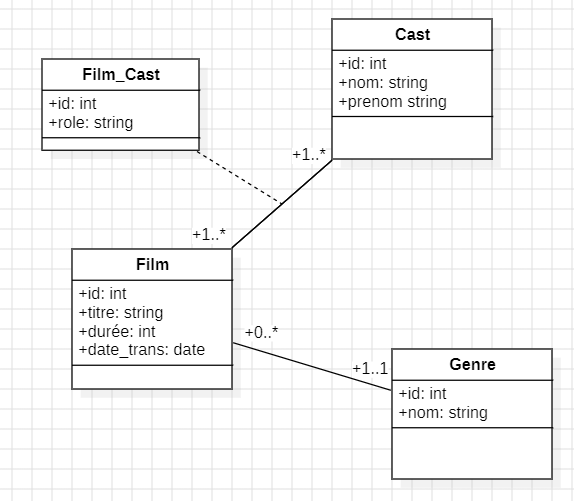 Cast
+id: int
+nom: string
+prenom string
Film_Cast
+id: int
+role: string
+1..*
+1..*
Film
+id: int
+titre: string
+durée: int
+date_trans: date
+0..*
+1..1
Genre
+id: int
+nom: string